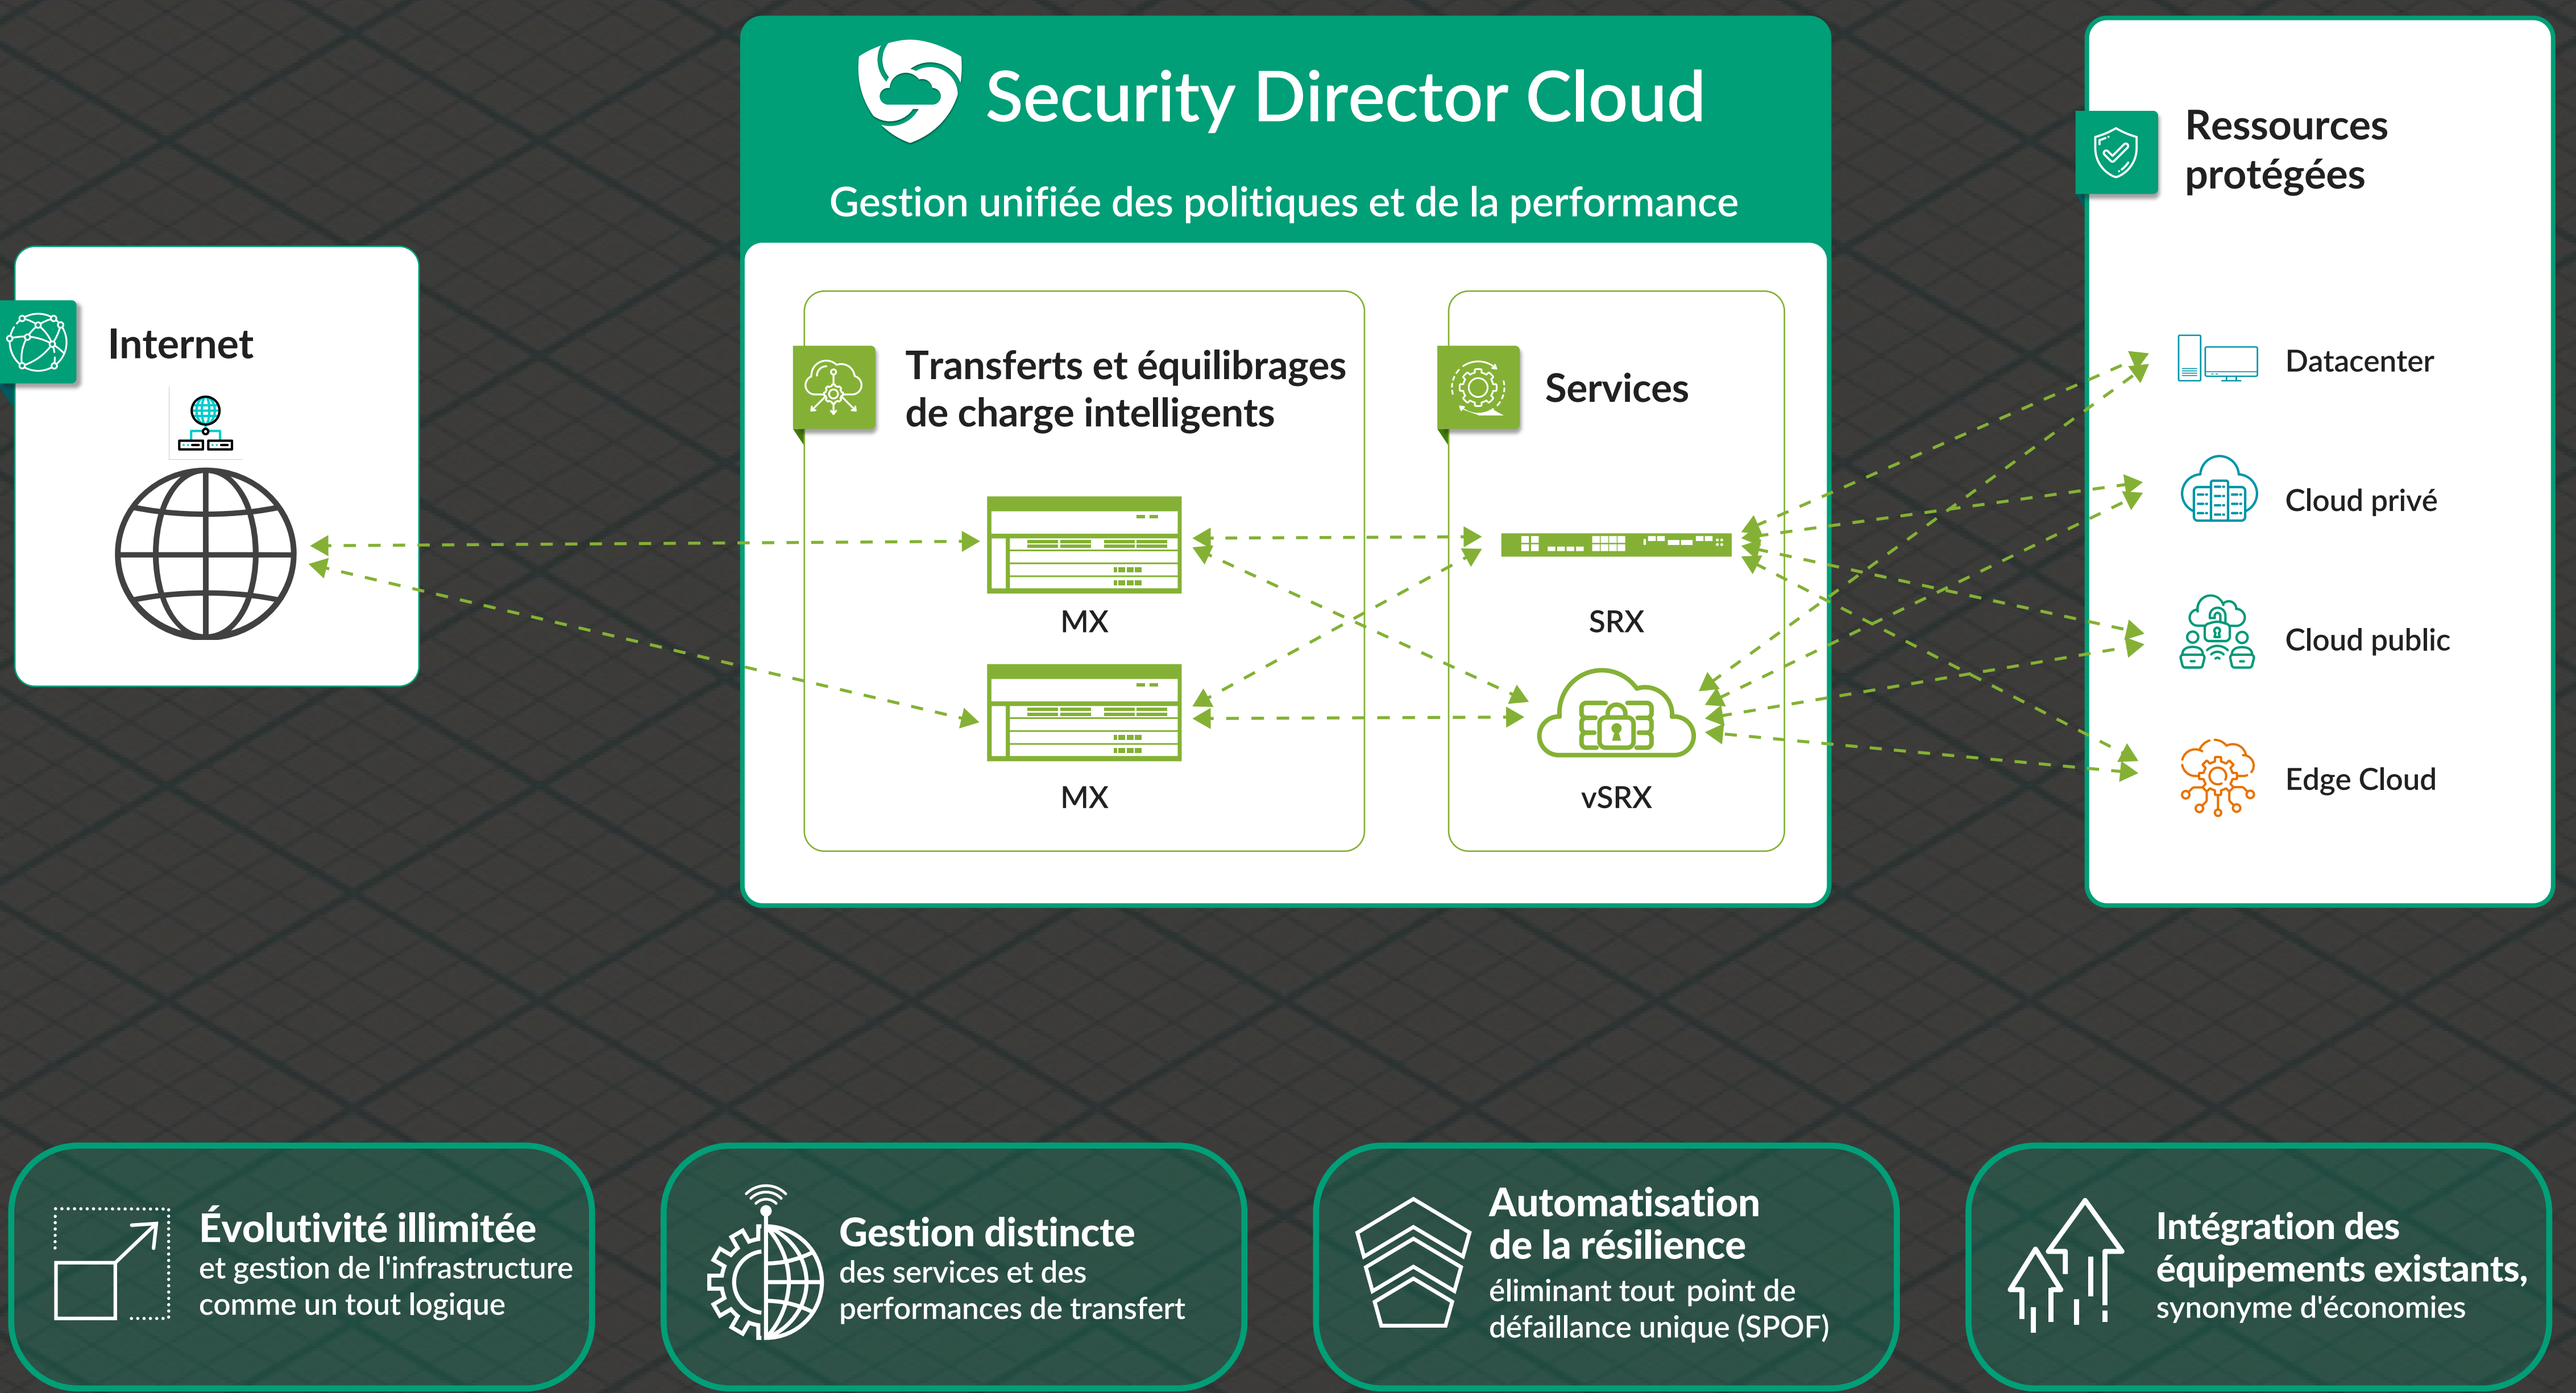 Security Director Cloud
Gestion unifiée des politiques et de la performance
Internet
Transferts et équilibrages
de charge intelligents
MX
MX
Services
SRX
vSRX
Ressources
protégées
Datacenter
Cloud privé
Cloud public
Edge Cloud
Évolutivité illimitée
et gestion de l'infrastructure
comme un tout logique
Gestion distincte
des services et des
performances de transfert
Automatisation
de la résilience
éliminant tout point de
défaillance unique (SPOF)
Intégration des
équipements existants,
synonyme d'économies